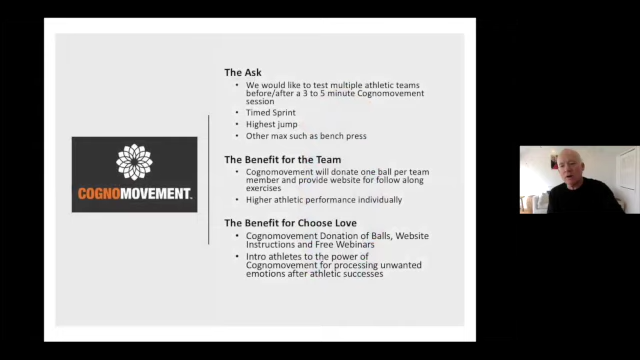 COGNOMOVEMENT
The Ask
• We would like to test multiple athletic teams
before/after a 3 to 5 minute Cognomovement
session
• Timed Sprint
• Highest jump
• Other max such as bench press
The Benefit for the Team
• Cognomovement will donate one ball per team
member and provide website for follow along
exercises
• Higher athletic performance individually
The Benefit for Choose Love
• Cognomovement Donation of Balls, Website
Instructions and Free Webinars
• Intro athletes to the power of
Cognomovement for processing unwanted
emotions after athletic successes